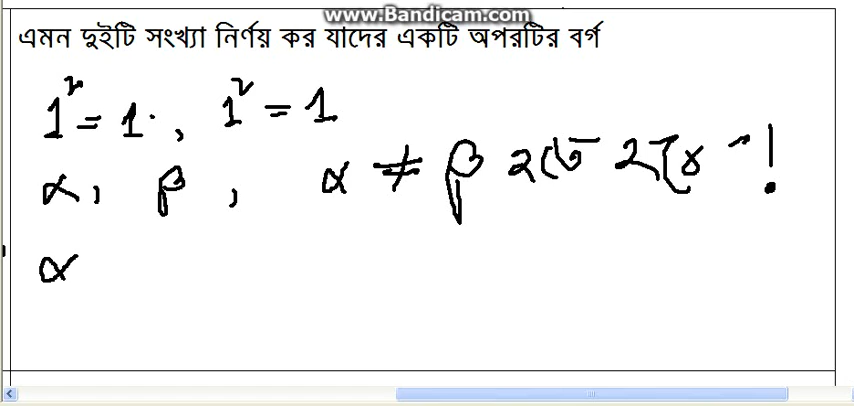 www.Bandicam.com
এমন দুইটি সংখ্যা নির্ণয় কর যাদের একটি অপরটির বর্গ
1² = 1. , 1² = 1
α, β, α ≠ β হতে হবে !
α